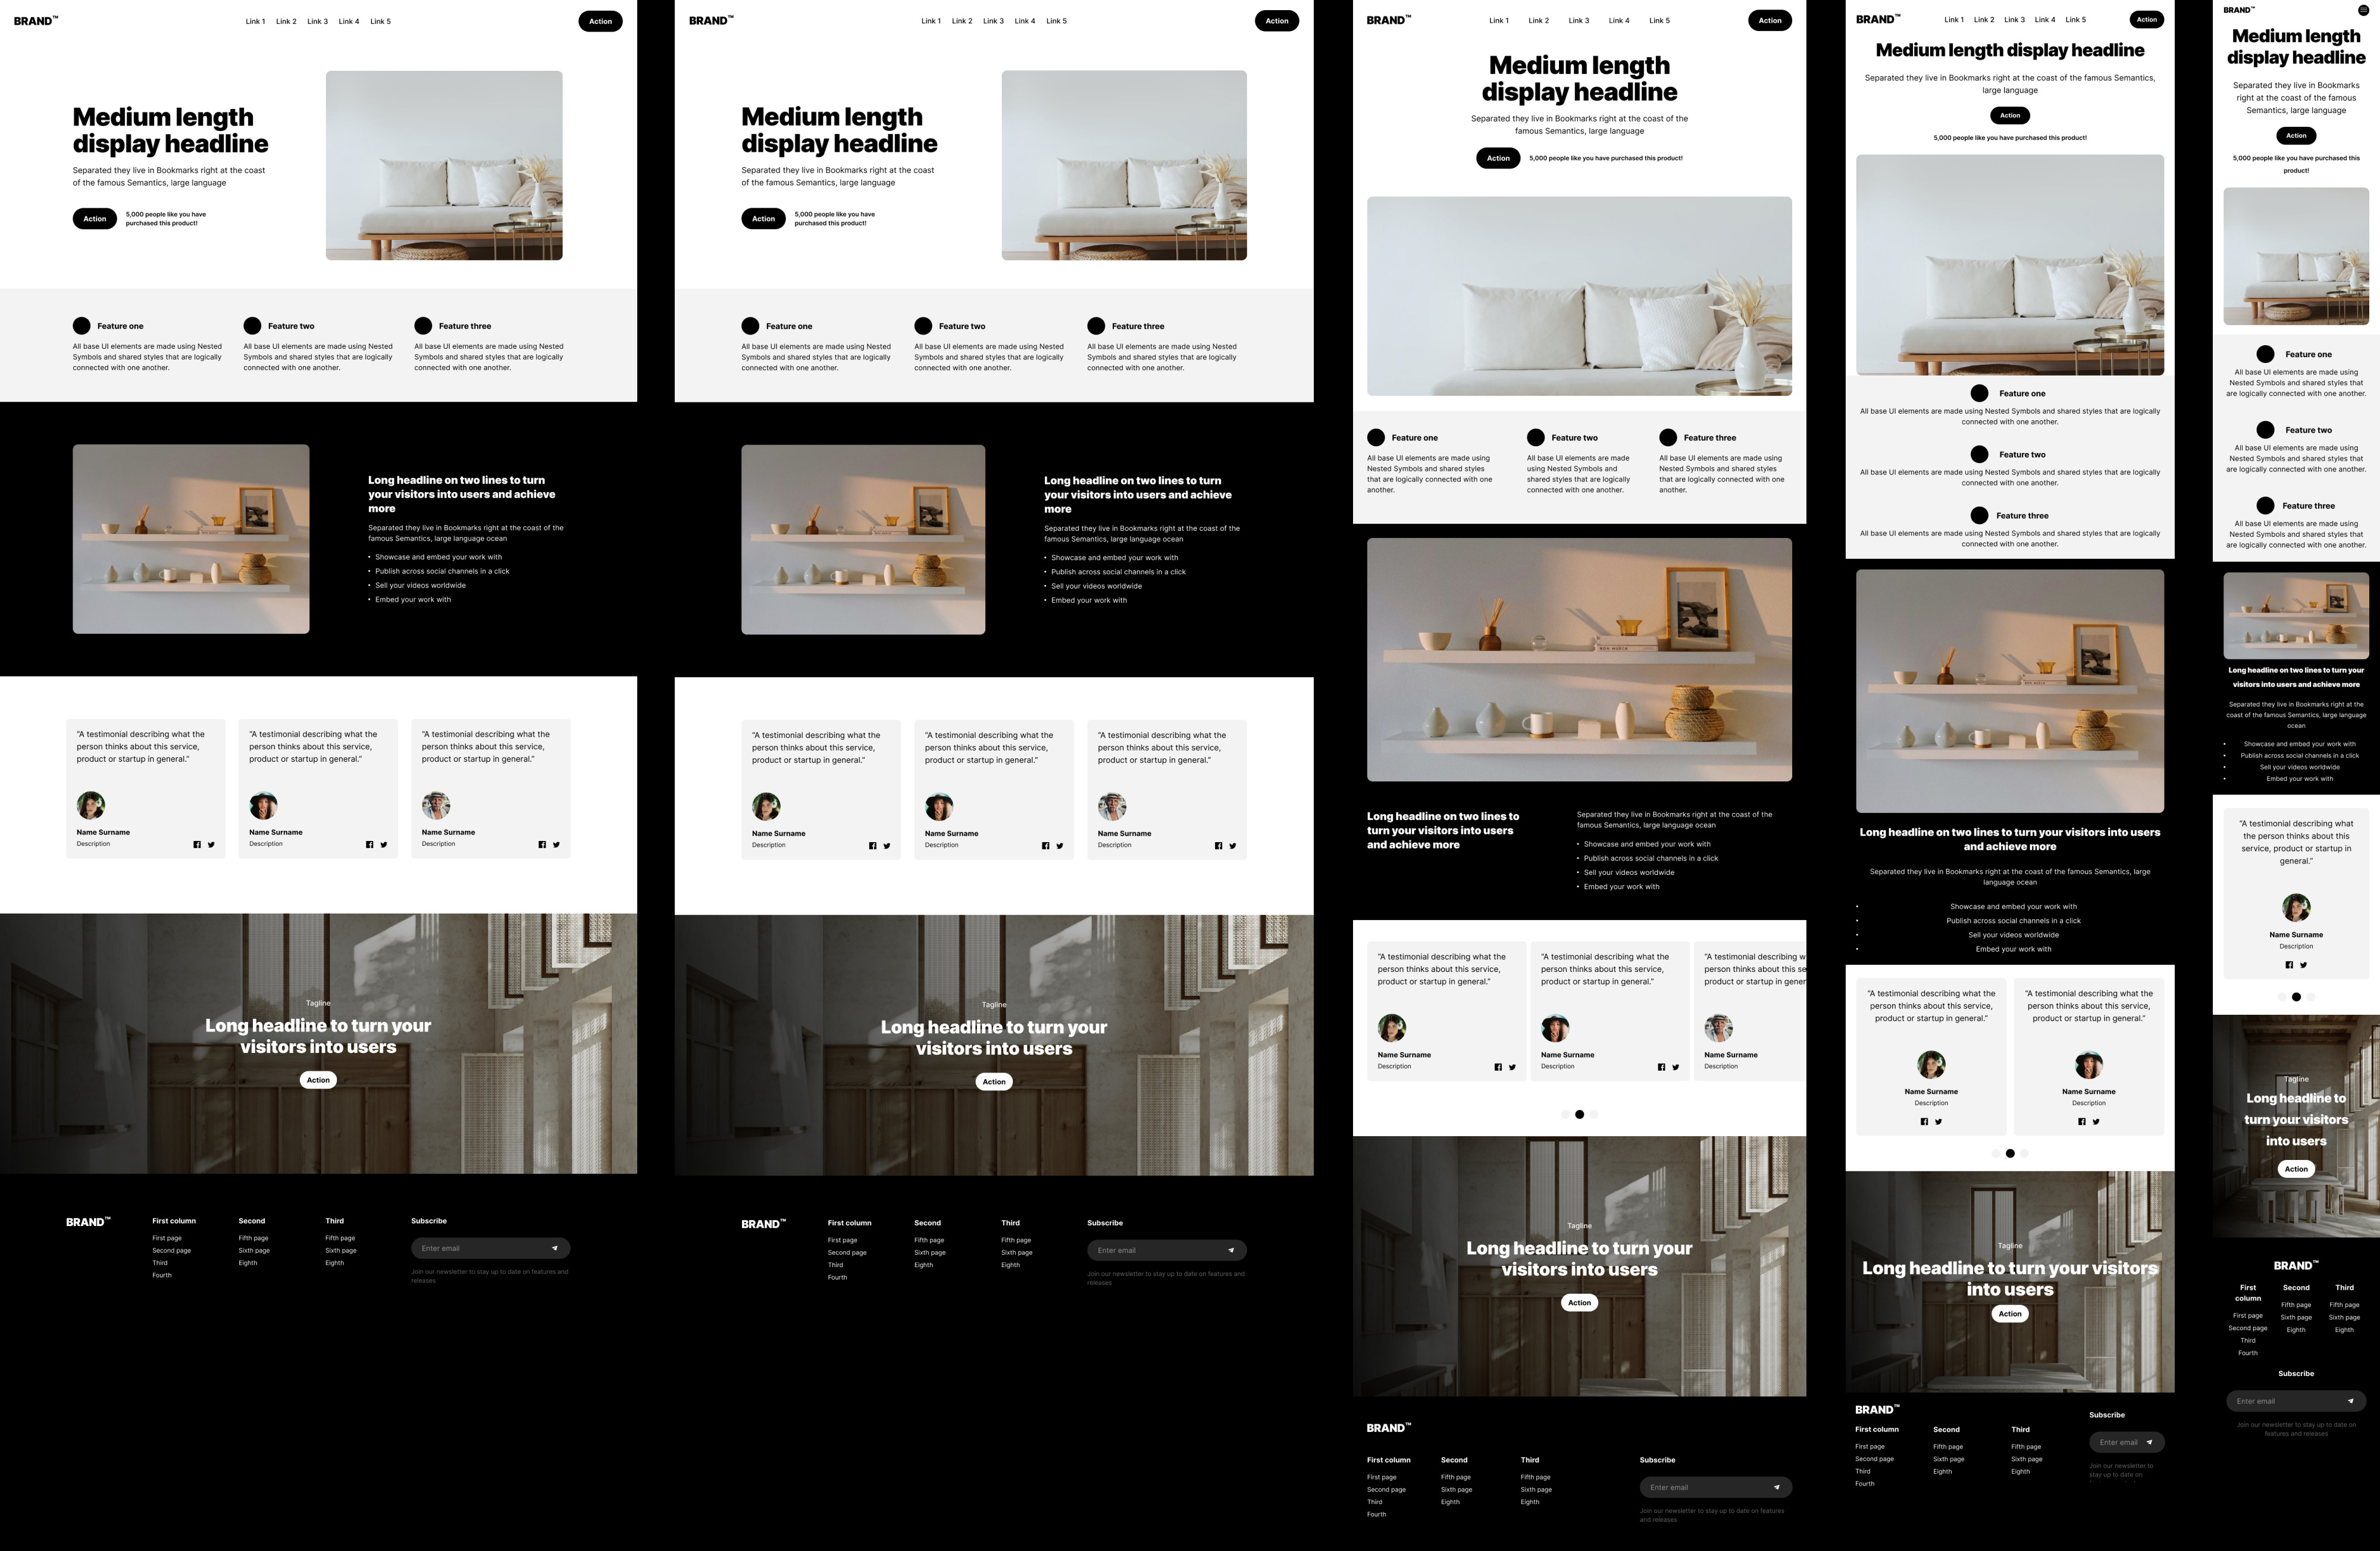 BRAND™
Link 1 Link 2 Link 3 Link 4 Link 5
Action
Medium length
display headline
Separated they live in Bookmarks right at the coast
of the famous Semantics, large language
Action
5,000 people like you have
purchased this product!
Feature one
All base UI elements are made using Nested
Symbols and shared styles that are logically
connected with one another.
Feature two
All base UI elements are made using Nested
Symbols and shared styles that are logically
connected with one another.
Feature three
All base UI elements are made using Nested
Symbols and shared styles that are logically
connected with one another.
Long headline on two lines to turn
your visitors into users and achieve
more
Separated they live in Bookmarks right at the coast of the
famous Semantics, large language ocean
• Showcase and embed your work with
• Publish across social channels in a click
• Sell your videos worldwide
• Embed your work with
“A testimonial describing what the
person thinks about this service,
product or startup in general.”
Name Surname
Description
“A testimonial describing what the
person thinks about this service,
product or startup in general.”
Name Surname
Description
“A testimonial describing what the
person thinks about this service,
product or startup in general.”
Name Surname
Description
Tagline
Long headline to turn your
visitors into users
Action
BRAND™
First column
First page
Second page
Third
Fourth
Second
Fifth page
Sixth page
Eighth
Third
Fifth page
Sixth page
Eighth
Subscribe
Enter email
Join our newsletter to stay up to date on features and
releases
BRAND™
Link 1 Link 2 Link 3 Link 4 Link 5
Action
Medium length
display headline
Separated they live in Bookmarks right at the coast
of the famous Semantics, large language
Action
5,000 people like you have
purchased this product!
Feature one
All base UI elements are made using Nested
Symbols and shared styles that are logically
connected with one another.
Feature two
All base UI elements are made using Nested
Symbols and shared styles that are logically
connected with one another.
Feature three
All base UI elements are made using Nested
Symbols and shared styles that are logically
connected with one another.
Long headline on two lines to turn
your visitors into users and achieve
more
Separated they live in Bookmarks right at the coast of the
famous Semantics, large language ocean
• Showcase and embed your work with
• Publish across social channels in a click
• Sell your videos worldwide
• Embed your work with
“A testimonial describing what the
person thinks about this service,
product or startup in general.”
Name Surname
Description
“A testimonial describing what the
person thinks about this service,
product or startup in general.”
Name Surname
Description
“A testimonial describing what the
person thinks about this service,
product or startup in general.”
Name Surname
Description
Tagline
Long headline to turn your
visitors into users
Action
BRAND™
First column
First page
Second page
Third
Fourth
Second
Fifth page
Sixth page
Eighth
Third
Fifth page
Sixth page
Eighth
Subscribe
Enter email
Join our newsletter to stay up to date on features and
releases
BRAND™
Link 1 Link 2 Link 3 Link 4 Link 5
Action
Medium length
display headline
Separated they live in Bookmarks right at the coast of the
famous Semantics, large language
Action
5,000 people like you have purchased this product!
Feature one
All base UI elements are made using
Nested Symbols and shared styles
that are logically connected with one
another.
Feature two
All base UI elements are made
using Nested Symbols and
shared styles that are logically
connected with one another.
Feature three
All base UI elements are made using
Nested Symbols and shared styles
that are logically connected with one
another.
Long headline on two lines to
turn your visitors into users
and achieve more
Separated they live in Bookmarks right at the coast of the
famous Semantics, large language ocean
• Showcase and embed your work with
• Publish across social channels in a click
• Sell your videos worldwide
• Embed your work with
“A testimonial describing what the
person thinks about this service,
product or startup in general.”
Name Surname
Description
“A testimonial describing what the
person thinks about this service,
product or startup in general.”
Name Surname
Description
“A testimonial describing w
person thinks about this se
product or startup in gener
Name Surname
Description
Tagline
Long headline to turn your
visitors into users
Action
BRAND™
First column
First page
Second page
Third
Fourth
Second
Fifth page
Sixth page
Eighth
Third
Fifth page
Sixth page
Eighth
Subscribe
Enter email
Join our newsletter to stay up to date on features
and releases
BRAND™
Link 1 Link 2 Link 3 Link 4 Link 5
Action
Medium length display headline
Separated they live in Bookmarks right at the coast of the famous Semantics,
large language
Action
5,000 people like you have purchased this product!
Feature one
All base UI elements are made using Nested Symbols and shared styles that are logically
connected with one another.
Feature two
All base UI elements are made using Nested Symbols and shared styles that are logically
connected with one another.
Feature three
All base UI elements are made using Nested Symbols and shared styles that are logically
connected with one another.
Long headline on two lines to turn your visitors into users
and achieve more
Separated they live in Bookmarks right at the coast of the famous Semantics, large
language ocean
• Showcase and embed your work with
• Publish across social channels in a click
• Sell your videos worldwide
• Embed your work with
“A testimonial describing what the
person thinks about this service,
product or startup in general.”
Name Surname
Description
“A testimonial describing what the
person thinks about this service,
product or startup in general.”
Name Surname
Description
Tagline
Long headline to turn your visitors
into users
Action
BRAND™
First column
First page
Second page
Third
Fourth
Second
Fifth page
Sixth page
Eighth
Third
Fifth page
Sixth page
Eighth
Subscribe
Enter email
Join our newsletter to
stay up to date on
BRAND™
Medium length
display headline
Separated they live in Bookmarks
right at the coast of the famous
Semantics, large language
Action
5,000 people like you have purchased this
product!
Feature one
All base UI elements are made using
Nested Symbols and shared styles that
are logically connected with one another.
Feature two
All base UI elements are made using
Nested Symbols and shared styles that
are logically connected with one another.
Feature three
All base UI elements are made using
Nested Symbols and shared styles that
are logically connected with one another.
Long headline on two lines to turn your
visitors into users and achieve more
Separated they live in Bookmarks right at the
coast of the famous Semantics, large language
ocean
• Showcase and embed your work with
• Publish across social channels in a click
• Sell your videos worldwide
• Embed your work with
“A testimonial describing what
the person thinks about this
service, product or startup in
general.”
Name Surname
Description
Tagline
Long headline to
turn your visitors
into users
Action
BRAND™
First
column
First page
Second page
Third
Fourth
Second
Fifth page
Sixth page
Eighth
Third
Fifth page
Sixth page
Eighth
Subscribe
Enter email
Join our newsletter to stay up to date on
features and releases